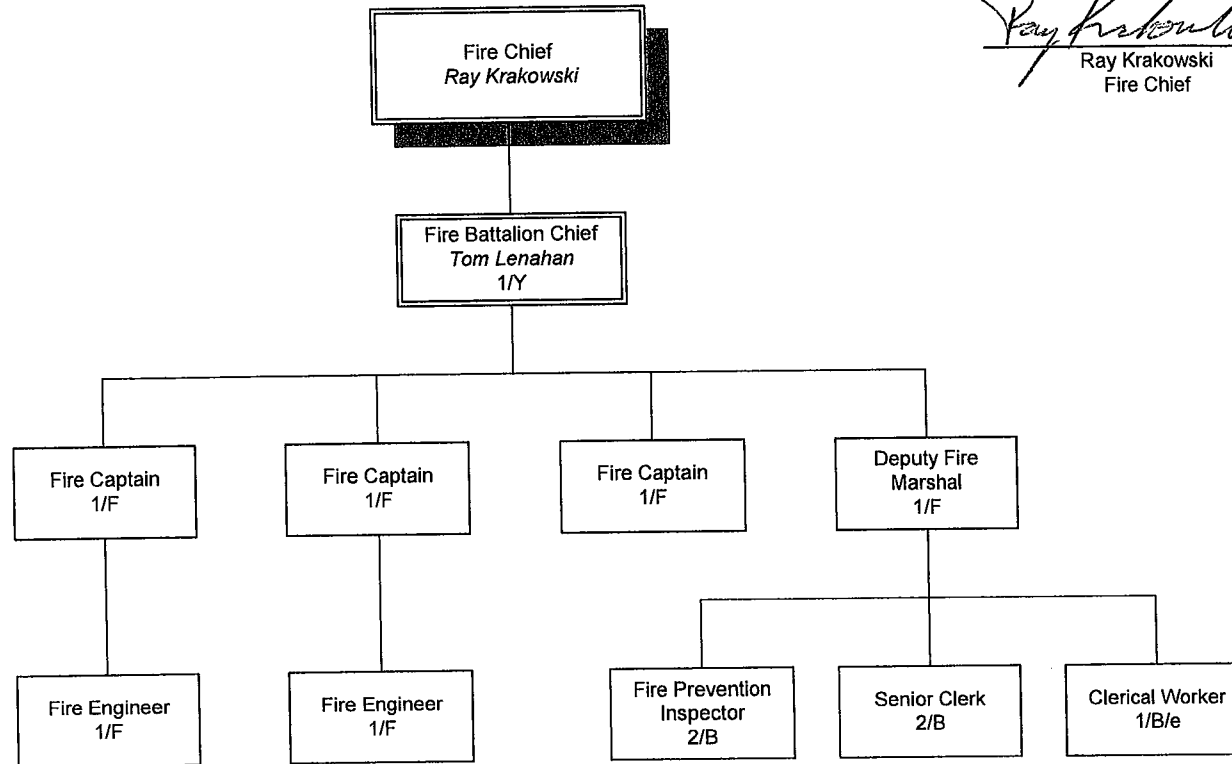 Fire Chief
Ray Krakowski
Ray Krakowski
Fire Chief
Fire Battalion Chief
Tom Lenahan
1/Y
Fire Captain
1/F
Fire Captain
1/F
Fire Captain
1/F
Deputy Fire
Marshal
1/F
Fire Engineer
1/F
Fire Engineer
1/F
Fire Prevention
Inspector
2/B
Senior Clerk
2/B
Clerical Worker
1/B/e